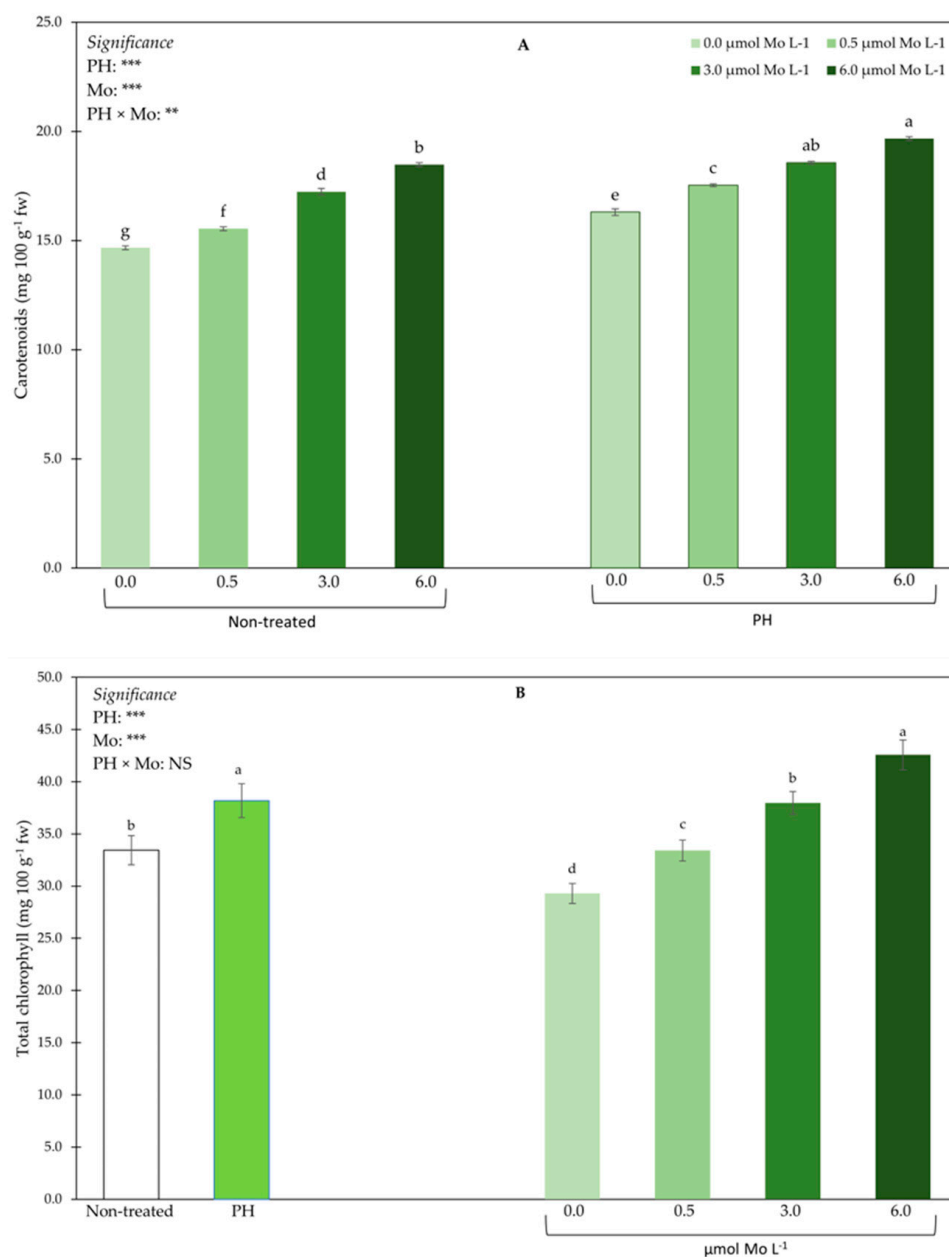 25.0
Significance
A
0.0 µmol Mo L-1 0.5 µmol Mo L-1
PH: ***
3.0 µmol Mo L-1 6.0 µmol Mo L-1
Mo: ***
PH × Mo: **
20.0
15.0
10.0
5.0
0.0
Carotenoids (mg 100 g⁻¹ fw)
g f d b e c ab a
0.0 0.5 3.0 6.0 0.0 0.5 3.0 6.0
Non-treated PH
50.0
Significance
B
PH: ***
Mo: ***
PH × Mo: NS
45.0
40.0
35.0
30.0
25.0
20.0
15.0
10.0
5.0
0.0
Total chlorophyll (mg 100 g⁻¹ fw)
b a d c b a
Non-treated PH 0.0 0.5 3.0 6.0
µmol Mo L⁻¹